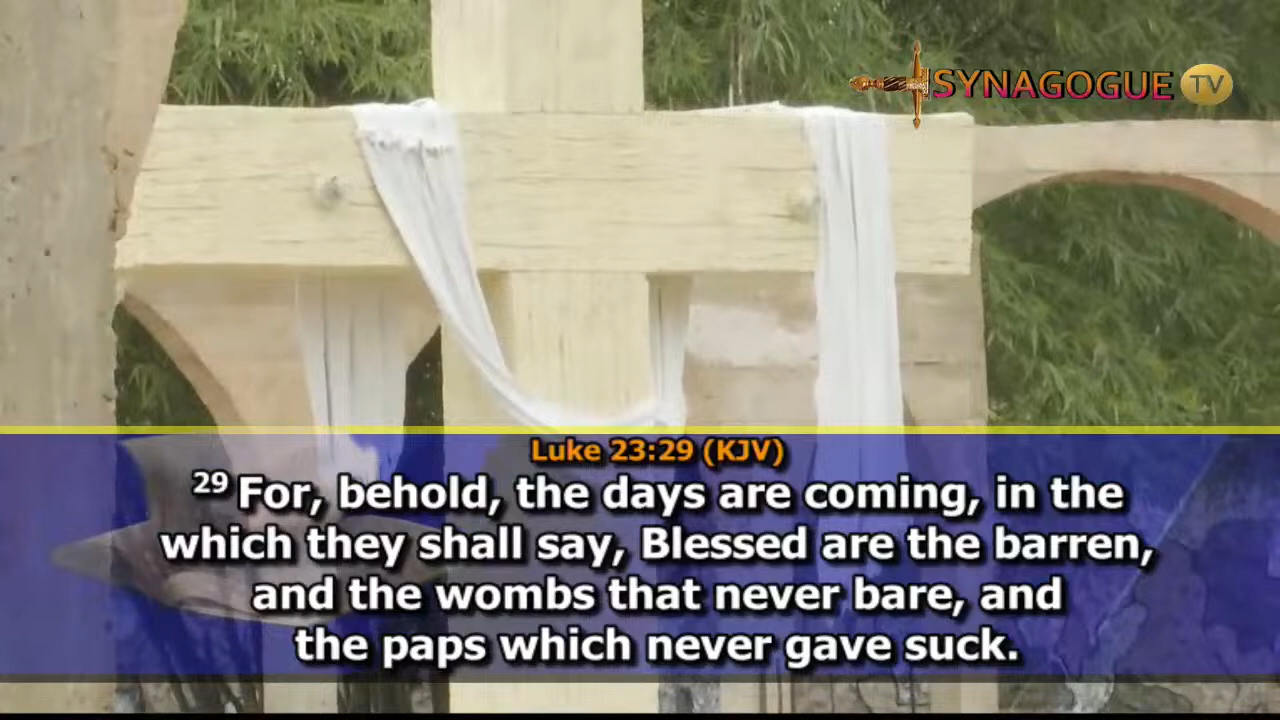 SYNAGOGUE TV
Luke 23:29 (KJV)
29 For, behold, the days are coming, in the
which they shall say, Blessed are the barren,
and the wombs that never bare, and
the paps which never gave suck.